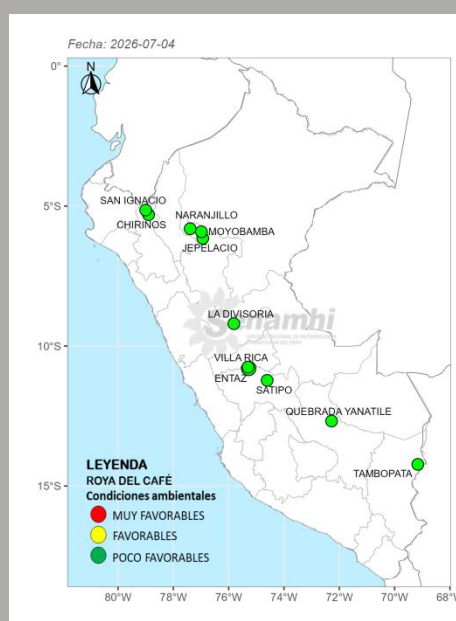 Fecha: 2026-07-04
N
0°
SAN IGNACIO
5°S
NARANJILLO
CHIRINOS
MOYOBAMBA
JEPELACIO
LA DIVISORIA
Senamhi
10°S
VILLA RICA
ENTAZ
SATIPO
QUEBRADA YANATILE
TAMBOPATA
LEYENDA
ROYA DEL CAFÉ
Condiciones ambientales
15°S
MUY FAVORABLES
FAVORABLES
POCO FAVORABLES
80°W 78°W 76°W 74°W 72°W 70°W 68°W